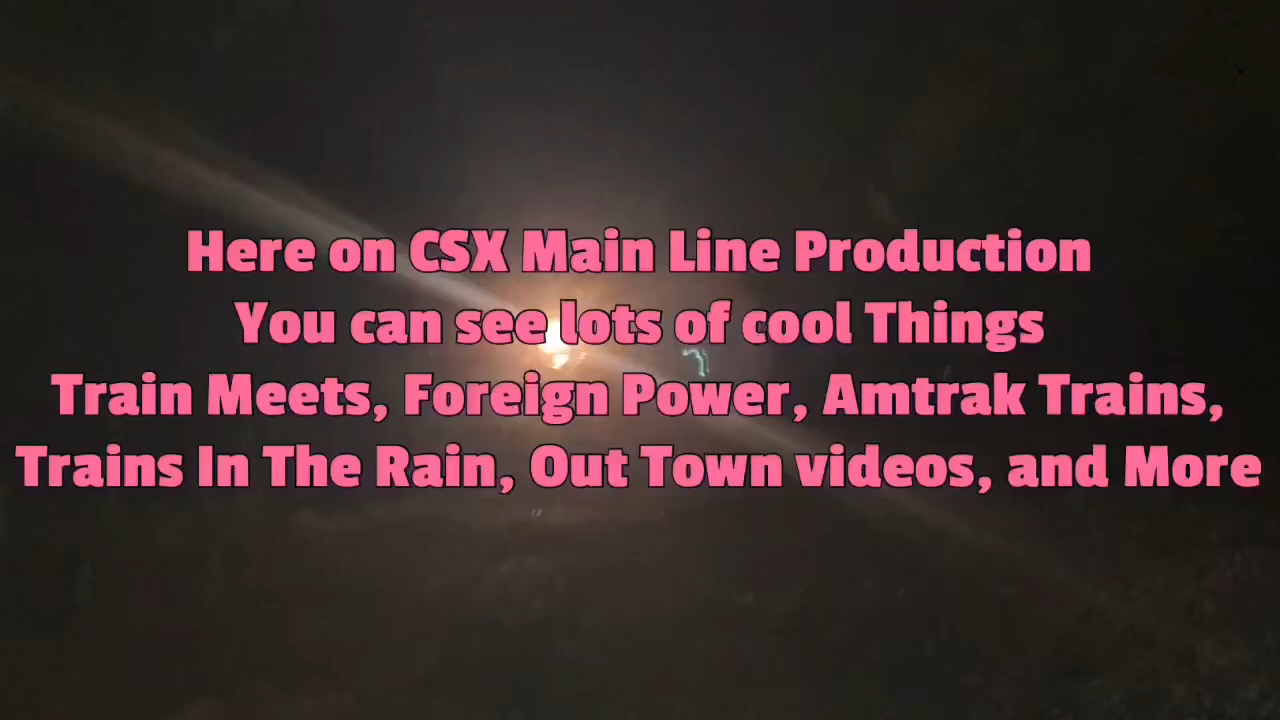 Here on CSX Main Line Production
You can see lots of cool Things
Train Meets, Foreign Power, Amtrak Trains,
Trains In The Rain, Out Town videos, and More